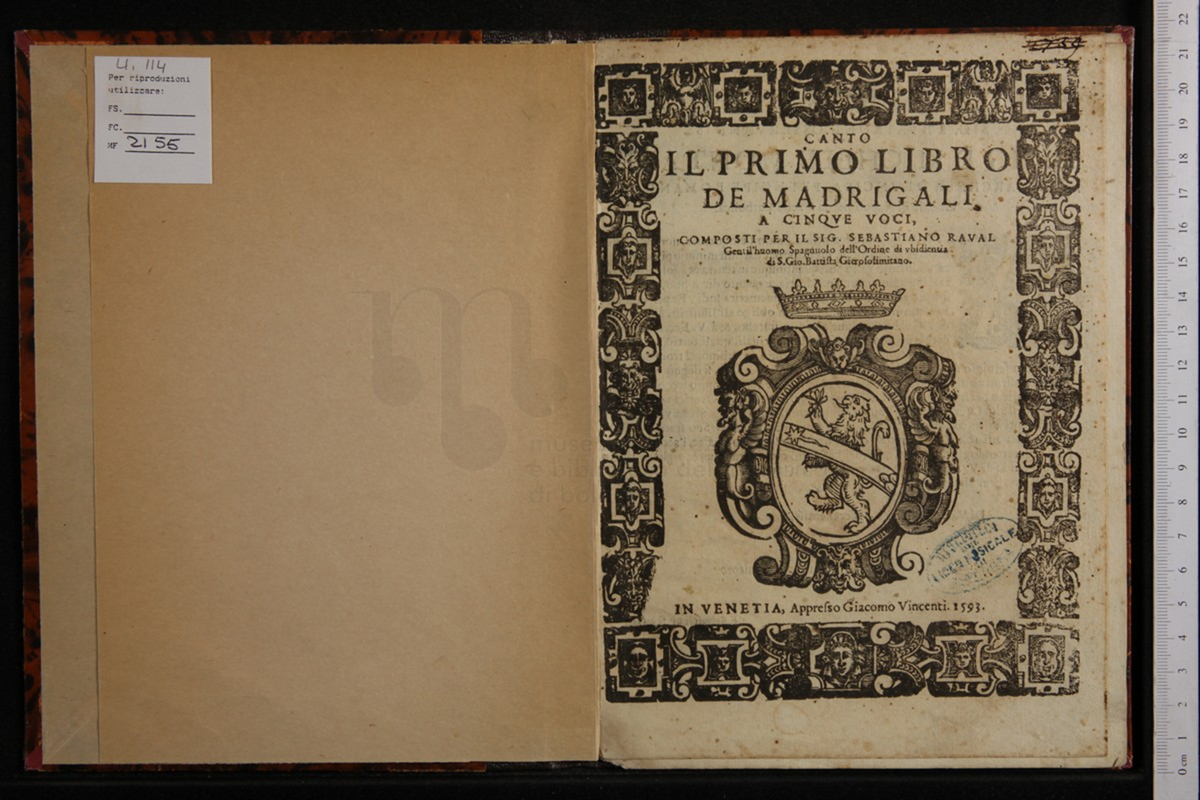 U. 114
Per riproduzioni
utilizzare:
FS.
FC.
MF 2155
CANTO
IL PRIMO LIBRO
DE MADRIGALI
A CINQVE VOCI,
COMPOSTI PER IL SIG. SEBASTIANO RAVAL
Gentil'huomo Spagnuolo dell'Ordine di vbidientia
di S. Gio. Battista Gierosolimitano.
IN VENETIA, Appresso Giacomo Vincenti. 1593.